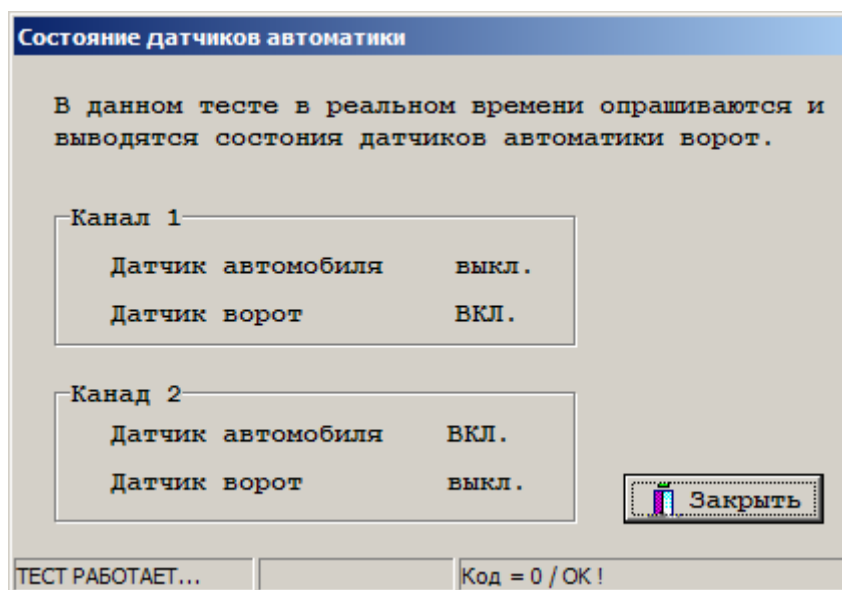 Состояние датчиков автоматики
В данном тесте в реальном времени опрашиваются и
выводятся состония датчиков автоматики ворот.
Канал 1
Датчик автомобиля выкл.
Датчик ворот ВКЛ.
Канад 2
Датчик автомобиля ВКЛ.
Датчик ворот выкл.
Закрыть
ТЕСТ РАБОТАЕТ... Код = 0 / OK !